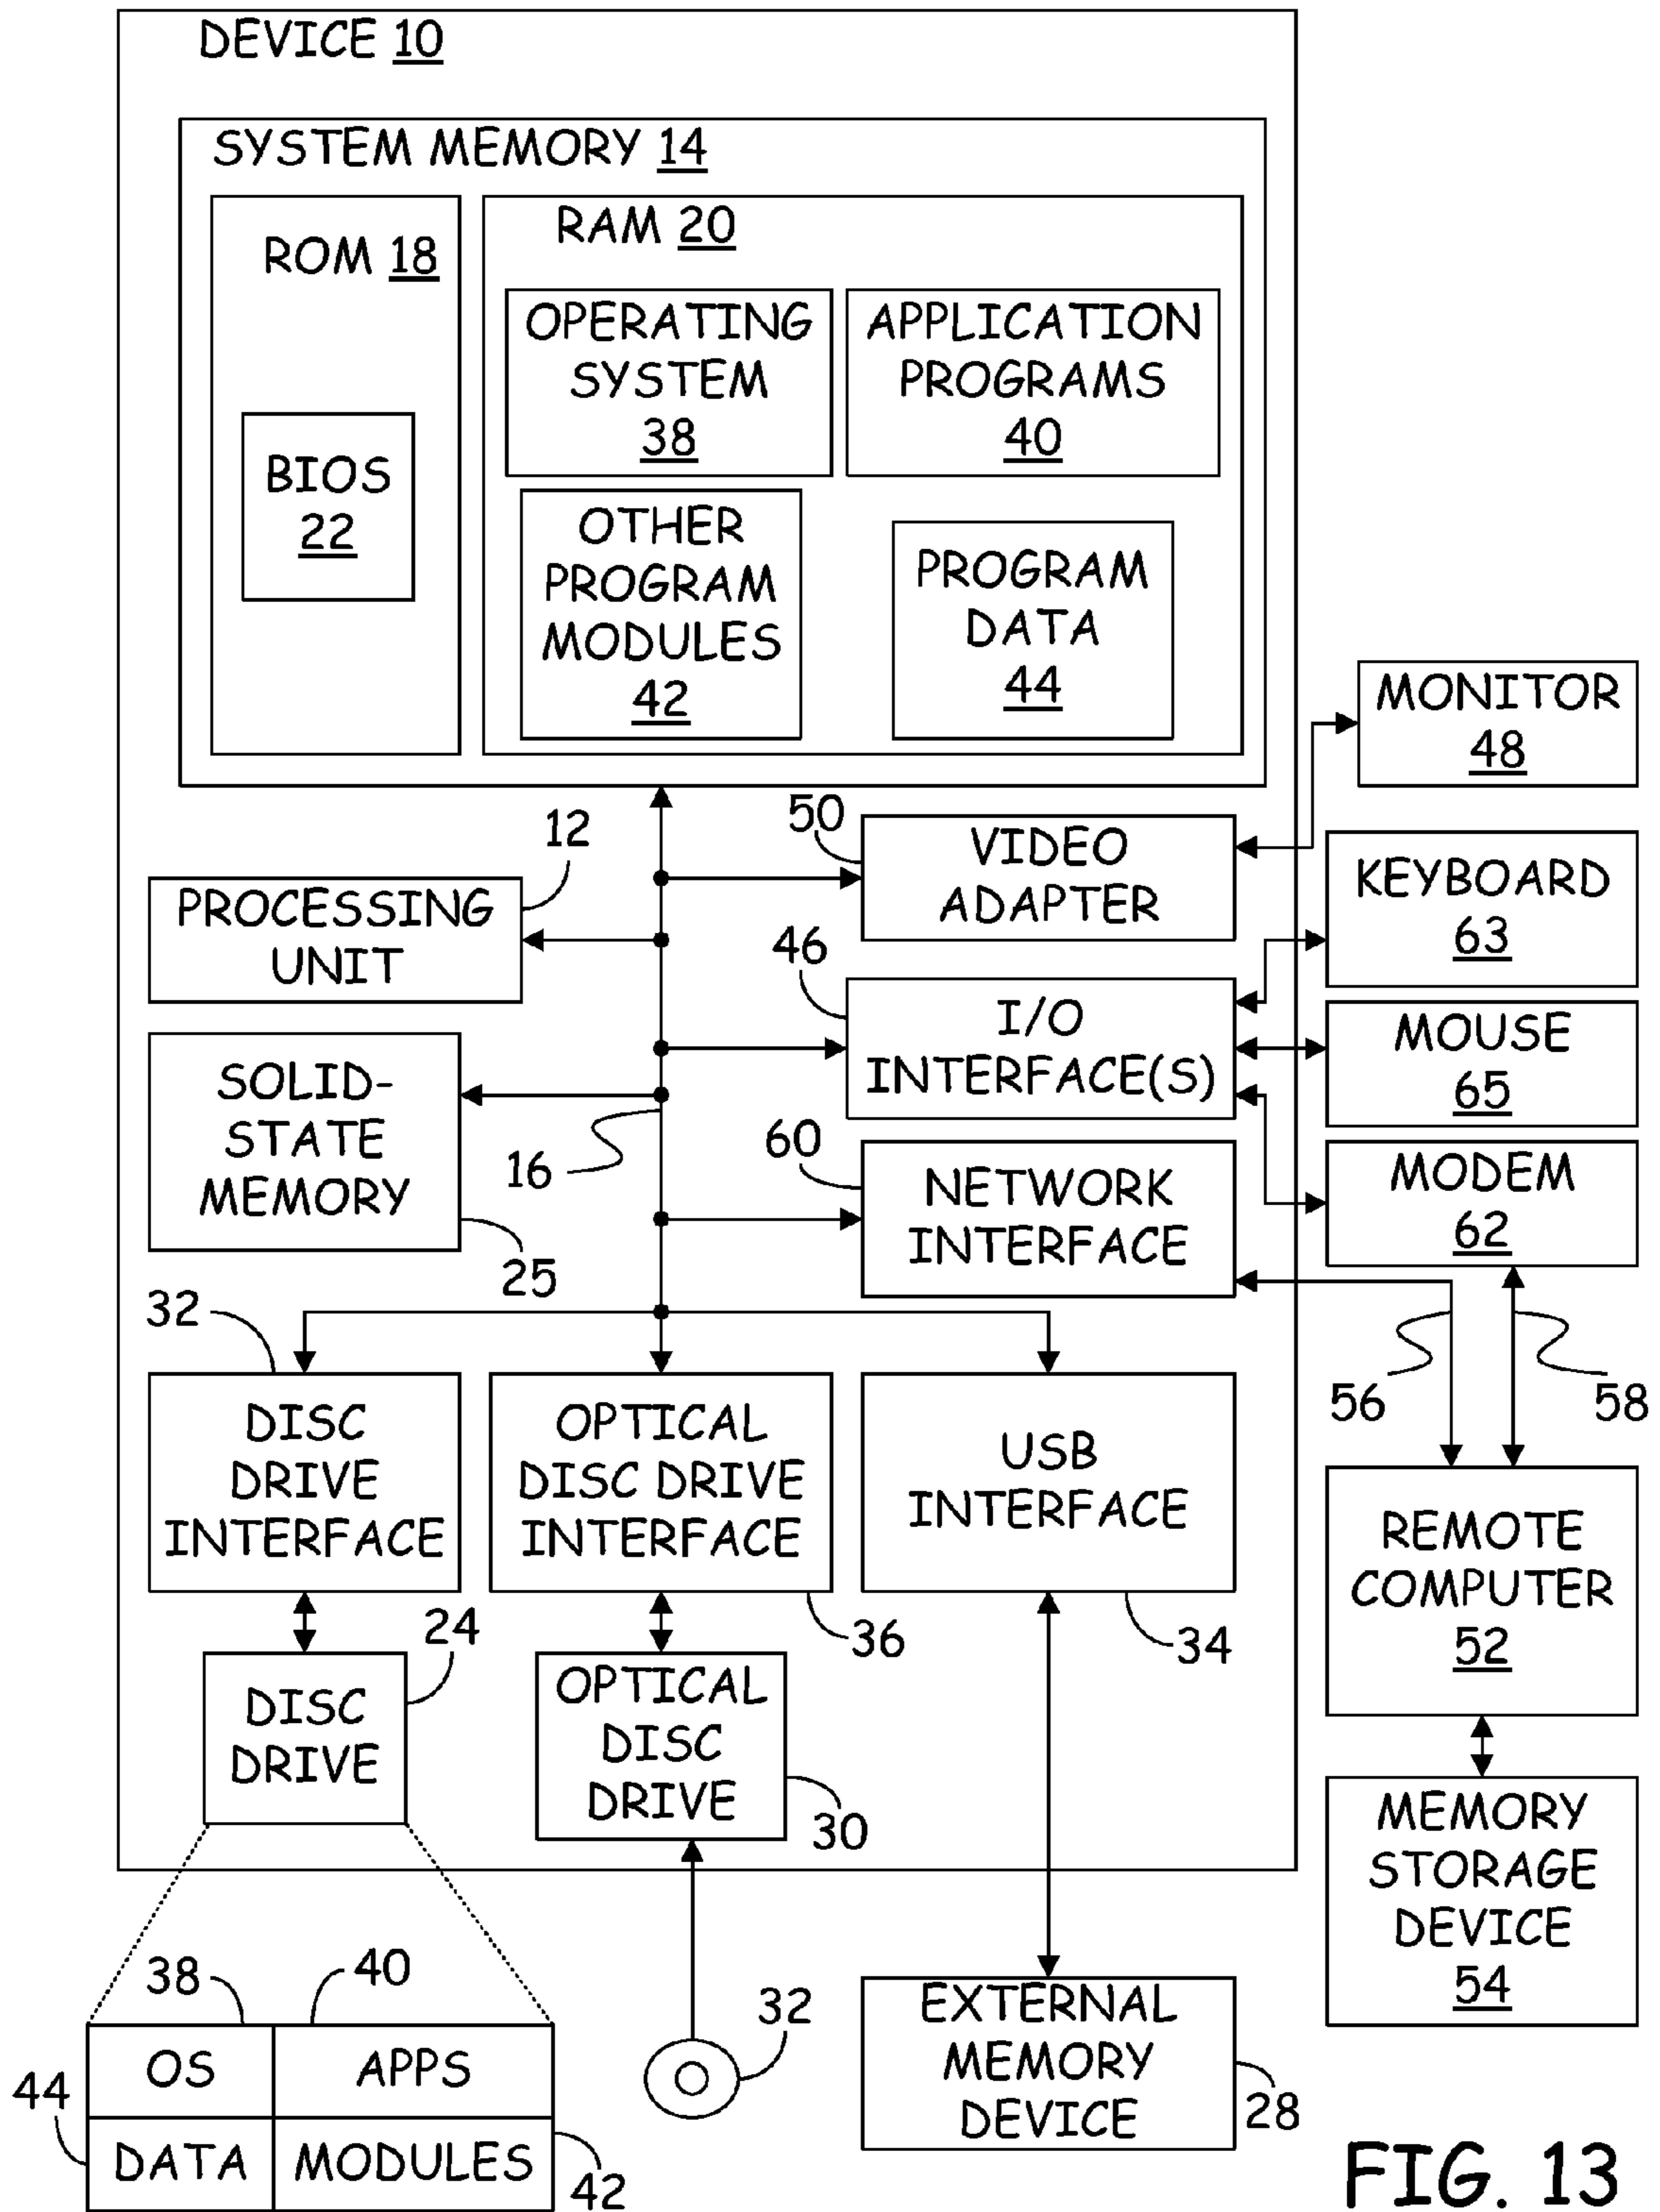 DEVICE 10
SYSTEM MEMORY 14
ROM 18
BIOS
22
RAM 20
OPERATING
SYSTEM
38
APPLICATION
PROGRAMS
40
OTHER
PROGRAM
MODULES
42
PROGRAM
DATA
44
MONITOR
48
12
PROCESSING
UNIT
50
VIDEO
ADAPTER
KEYBOARD
63
46
I/O
INTERFACE(S)
MOUSE
65
SOLID-
STATE
MEMORY
25
16
60
NETWORK
INTERFACE
MODEM
62
56
58
32
DISC
DRIVE
INTERFACE
OPTICAL
DISC DRIVE
INTERFACE
36
USB
INTERFACE
34
REMOTE
COMPUTER
52
24
DISC
DRIVE
OPTICAL
DISC
DRIVE
30
MEMORY
STORAGE
DEVICE
54
38
40
OS
APPS
44
DATA
MODULES
42
32
EXTERNAL
MEMORY
DEVICE
28
FIG. 13